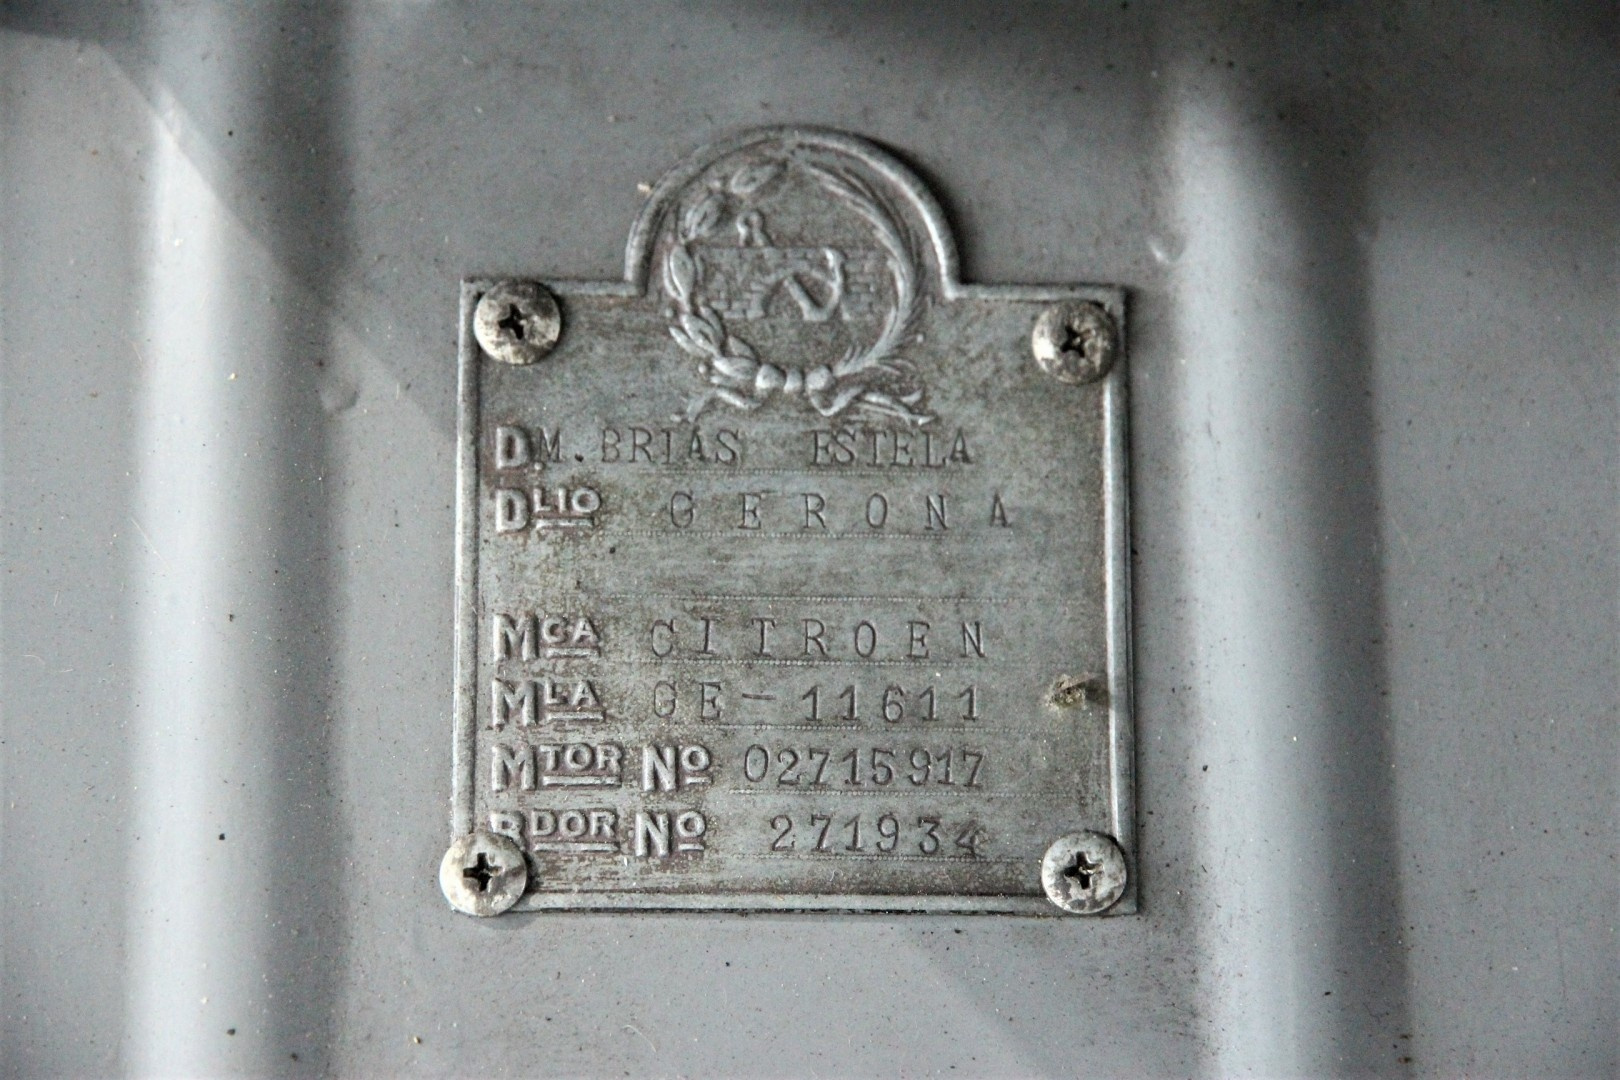 D. M. BRIAS ESTELA
DLIO GERONA
MCA CITROEN
MLA GE-11611
MTOR No 02715917
BDOR No 271934